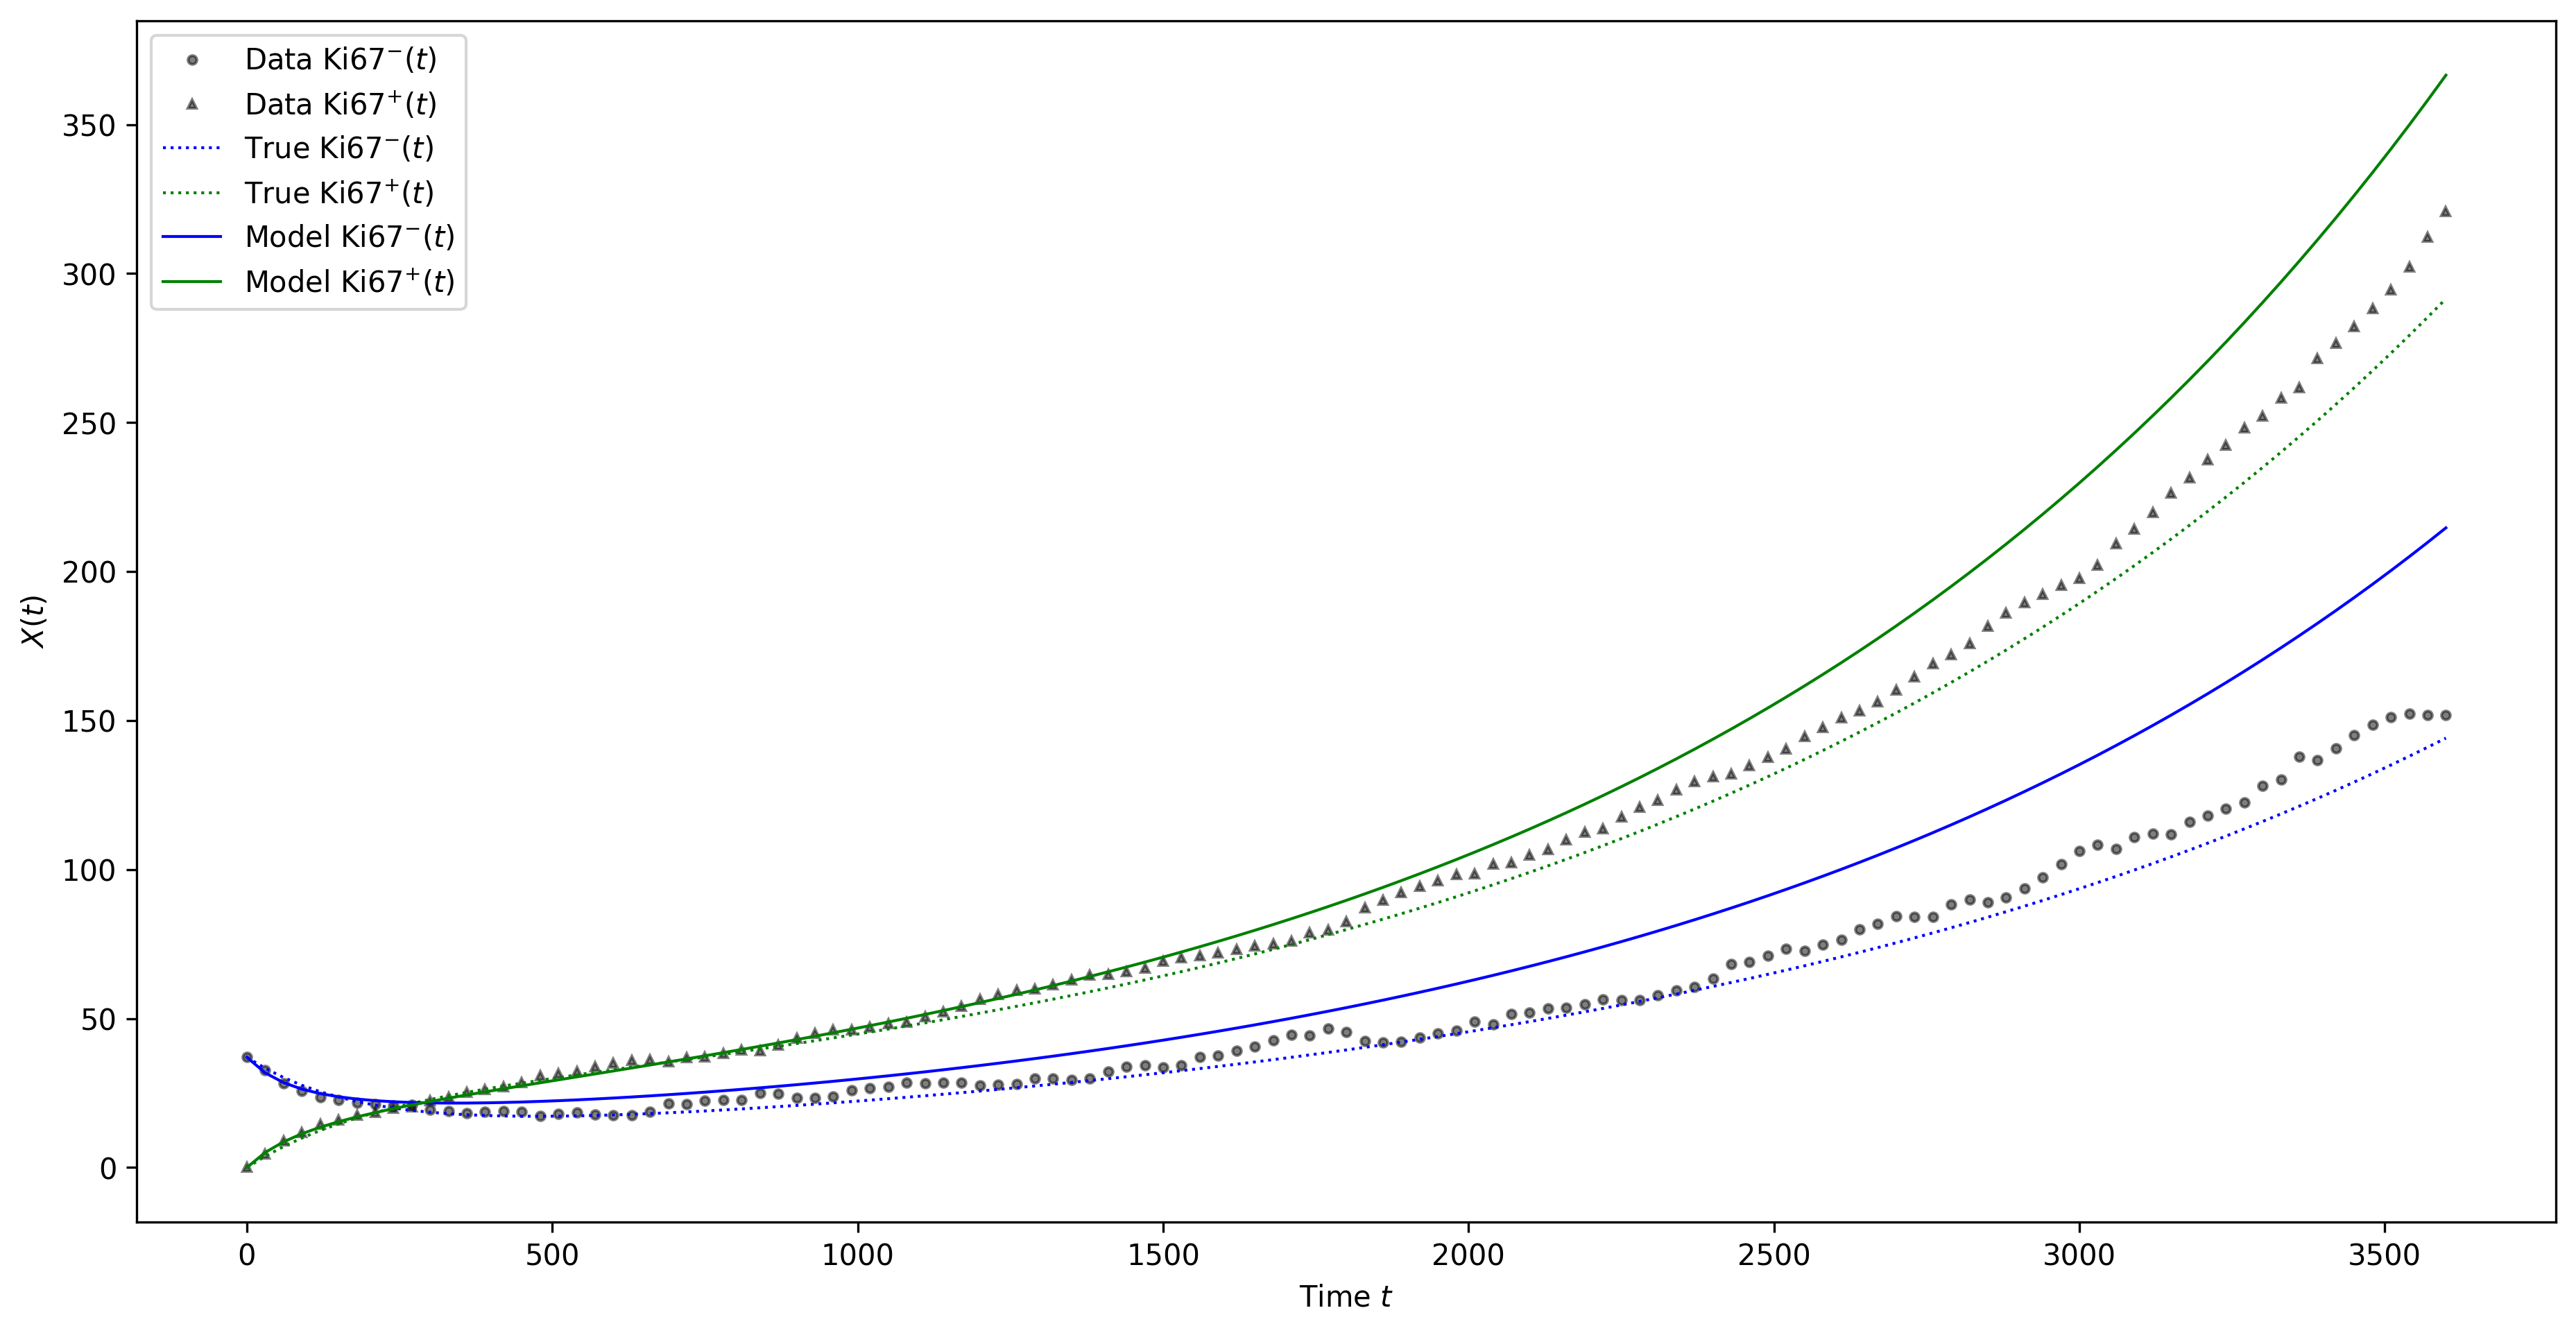 Data Ki67⁻(t)
Data Ki67⁺(t)
True Ki67⁻(t)
True Ki67⁺(t)
Model Ki67⁻(t)
Model Ki67⁺(t)
350
300
250
200
150
100
50
0
X(t)
0 500 1000 1500 2000 2500 3000 3500
Time t